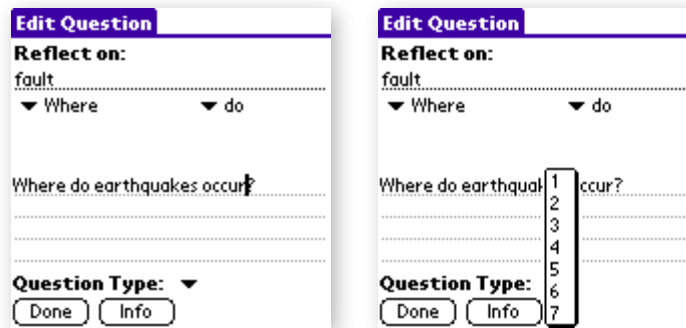 Edit Question
Reflect on:
fault
Where do
Where do earthquakes occur?
Question Type:
Done Info
Edit Question
Reflect on:
fault
Where do
Where do earthquak ccur?
1
2
3
4
5
6
7
Question Type:
Done Info